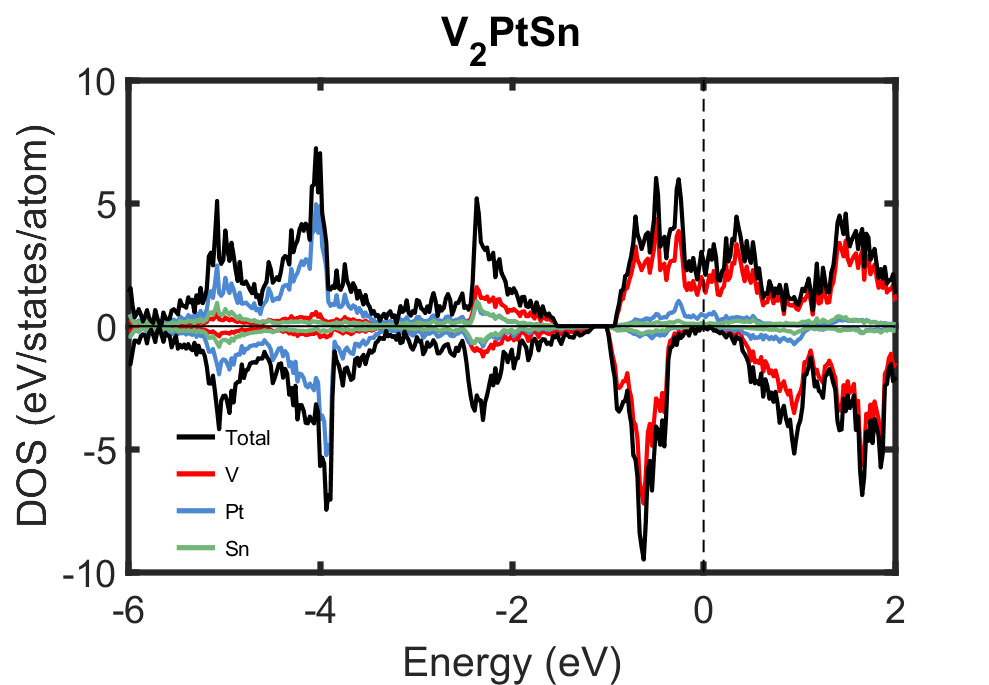 V₂PtSn
DOS (eV/states/atom)
10
5
0
-5
-10
Total
V
Pt
Sn
-6 -4 -2 0 2
Energy (eV)